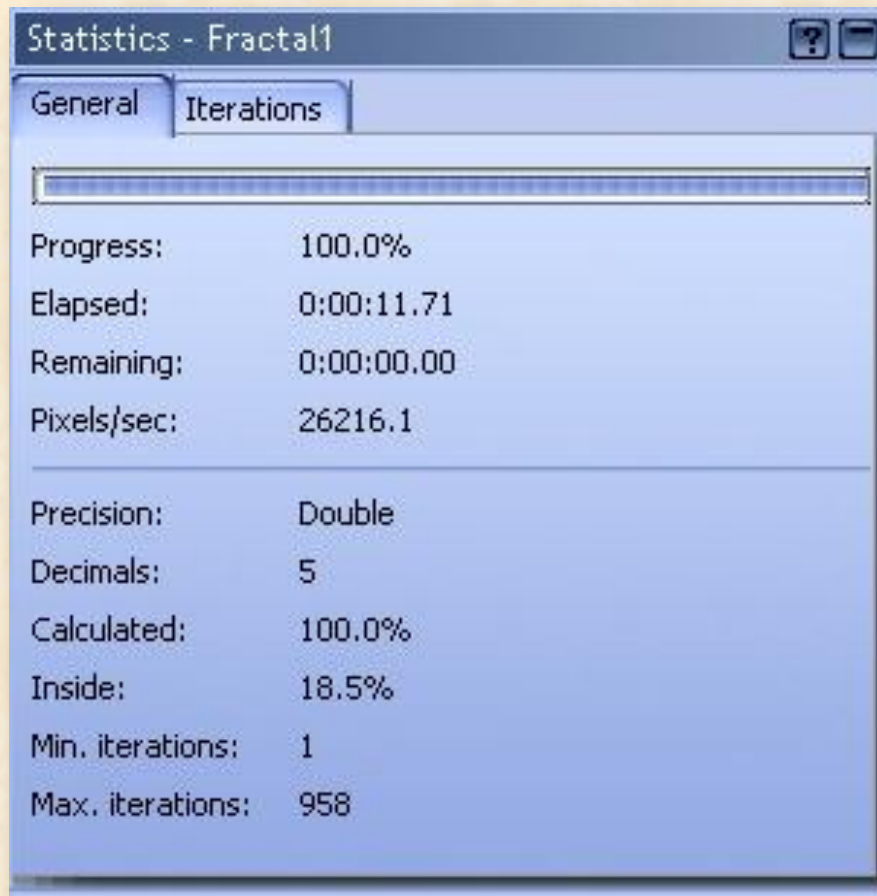 Statistics - Fractal1
General Iterations
Progress: 100.0%
Elapsed: 0:00:11.71
Remaining: 0:00:00.00
Pixels/sec: 26216.1
Precision: Double
Decimals: 5
Calculated: 100.0%
Inside: 18.5%
Min. iterations: 1
Max. iterations: 958